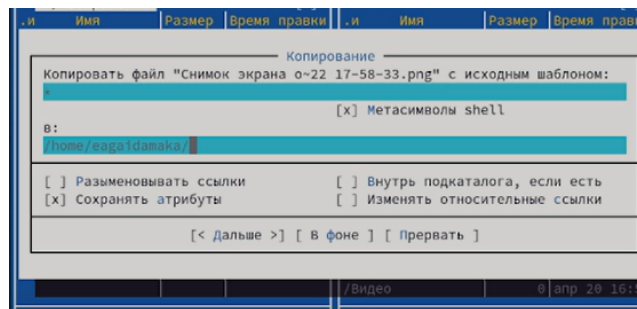 .и Имя Размер Время правки .и Имя Размер Время прав
Копирование
Копировать файл "Снимок экрана о~22 17-58-33.png" с исходным шаблоном:
*
[x] Метасимволы shell
в:
/home/eagaidamaka/
[ ] Разыменовывать ссылки [ ] Внутрь подкаталога, если есть
[x] Сохранять атрибуты [ ] Изменять относительные ссылки
[< Дальше >] [ В фоне ] [ Прервать ]
/Видео 0 апр 20 16:5